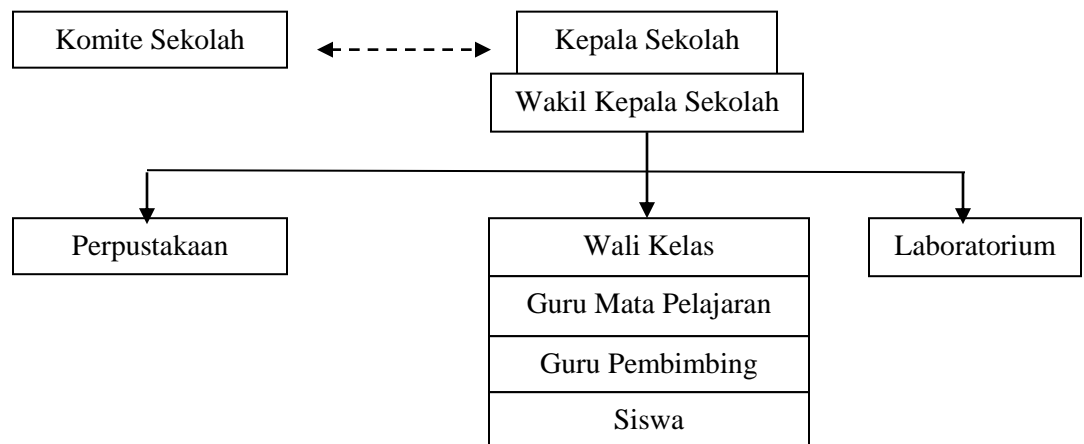 Komite Sekolah
Kepala Sekolah
Wakil Kepala Sekolah
Perpustakaan
Wali Kelas
Laboratorium
Guru Mata Pelajaran
Guru Pembimbing
Siswa